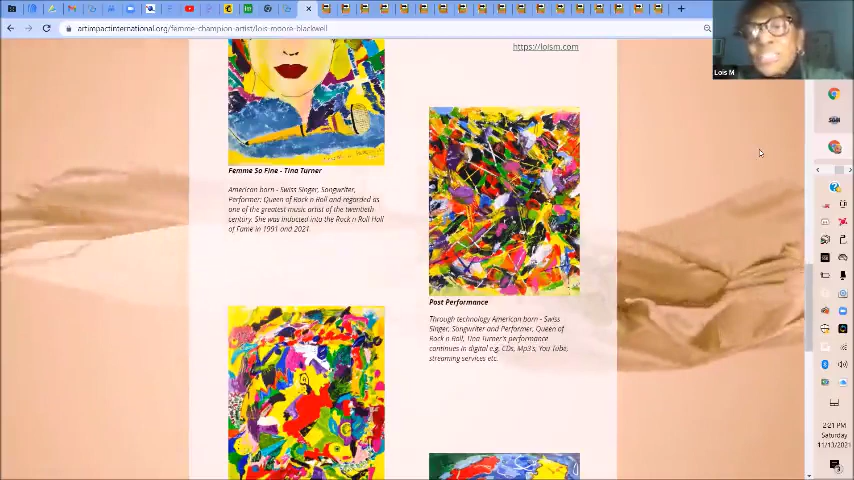 artimpactinternational.org/femme-champion-artist/lois-moore-blackwell
Lois M
https://loism.com
Femme So Fine - Tina Turner
American born - Swiss Singer, Songwriter,
Performer; Queen of Rock n Roll and regarded as
one of the greatest music artist of the twentieth
century. She was inducted into the Rock n Roll Hall
of Fame in 1991 and 2021.
Post Performance
Through technology American born - Swiss
Singer, Songwriter and Performer, Queen of
Rock n Roll, Tina Turner's performance
continues in digital e.g. CDs, Mp3's, You Tube,
streaming services etc.
2:21 PM
Saturday
11/13/2021